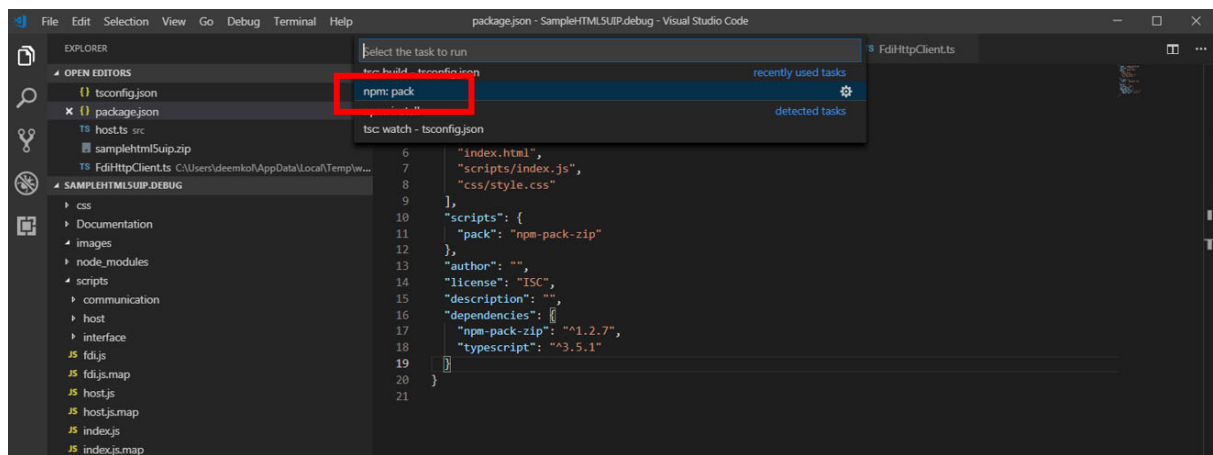 File Edit Selection View Go Debug Terminal Help package.json - SampleHTML5UIP.debug - Visual Studio Code
EXPLORER
Select the task to run
TS FdiHttpClient.ts
OPEN EDITORS
tsc: build - tsconfig.json recently used tasks
{} tsconfig.json
npm: pack
{} package.json
detected tasks
TS host.ts src
tsc: watch - tsconfig.json
samplehtml5uip.zip
TS FdiHttpClient.ts C:\Users\deemkol\AppData\Local\Temp\w...
SAMPLEHTML5UIP.DEBUG
css
Documentation
images
node_modules
scripts
communication
host
interface
JS fdi.js
JS fdi.js.map
JS host.js
JS host.js.map
JS index.js
JS index.js.map
6 "index.html",
7 "scripts/index.js",
8 "css/style.css"
9 ],
10 "scripts": {
11 "pack": "npm-pack-zip"
12 },
13 "author": "",
14 "license": "ISC",
15 "description": "",
16 "dependencies": {
17 "npm-pack-zip": "^1.2.7",
18 "typescript": "^3.5.1"
19 }
20 }
21